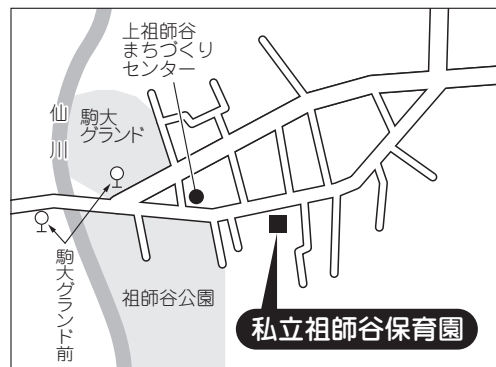 上祖師谷
まちづくり
センター
駒大
グランド
仙川
駒大グランド前
祖師谷公園
私立祖師谷保育園